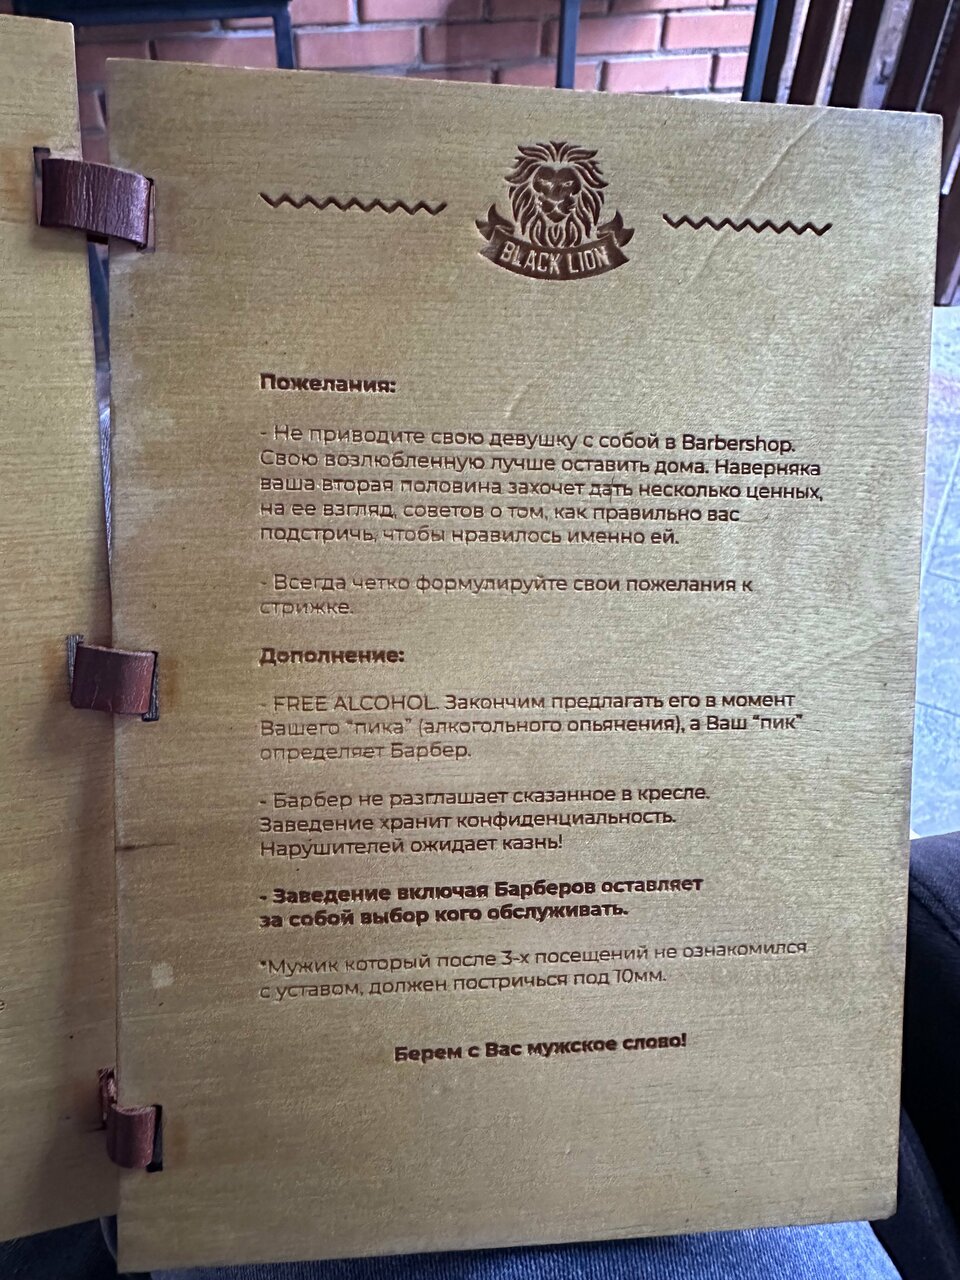 BLACK LION
Пожелания:
- Не приводите свою девушку с собой в Barbershop.
Свою возлюбленную лучше оставить дома. Наверняка
ваша вторая половина захочет дать несколько ценных,
на ее взгляд, советов о том, как правильно вас
подстричь, чтобы нравилось именно ей.
- Всегда четко формулируйте свои пожелания к
стрижке.
Дополнение:
- FREE ALCOHOL. Закончим предлагать его в момент
Вашего "пика" (алкогольного опьянения), а Ваш "пик"
определяет Барбер.
- Барбер не разглашает сказанное в кресле.
Заведение хранит конфиденциальность.
Нарушителей ожидает казнь!
- Заведение включая Барберов оставляет
за собой выбор кого обслуживать.
*Мужик который после 3-х посещений не ознакомился
с уставом, должен постричься под 10мм.
Берем с Вас мужское слово!